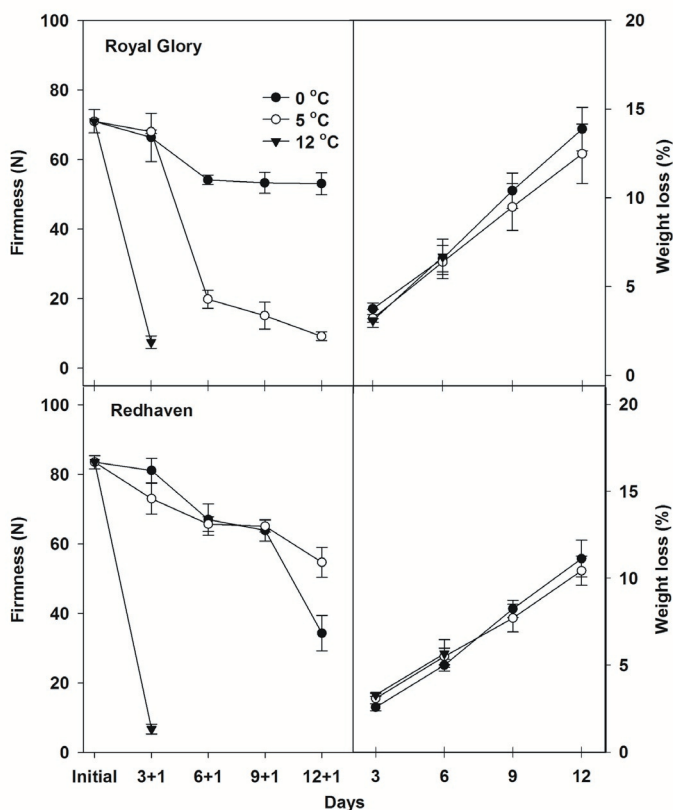 100
80
60
40
20
0
Firmness (N)
Royal Glory
0 °C
5 °C
12 °C
20
15
10
5
0
Weight loss (%)
100
80
60
40
20
0
Firmness (N)
Redhaven
20
15
10
5
0
Weight loss (%)
Initial 3+1 6+1 9+1 12+1 3 6 9 12
Days